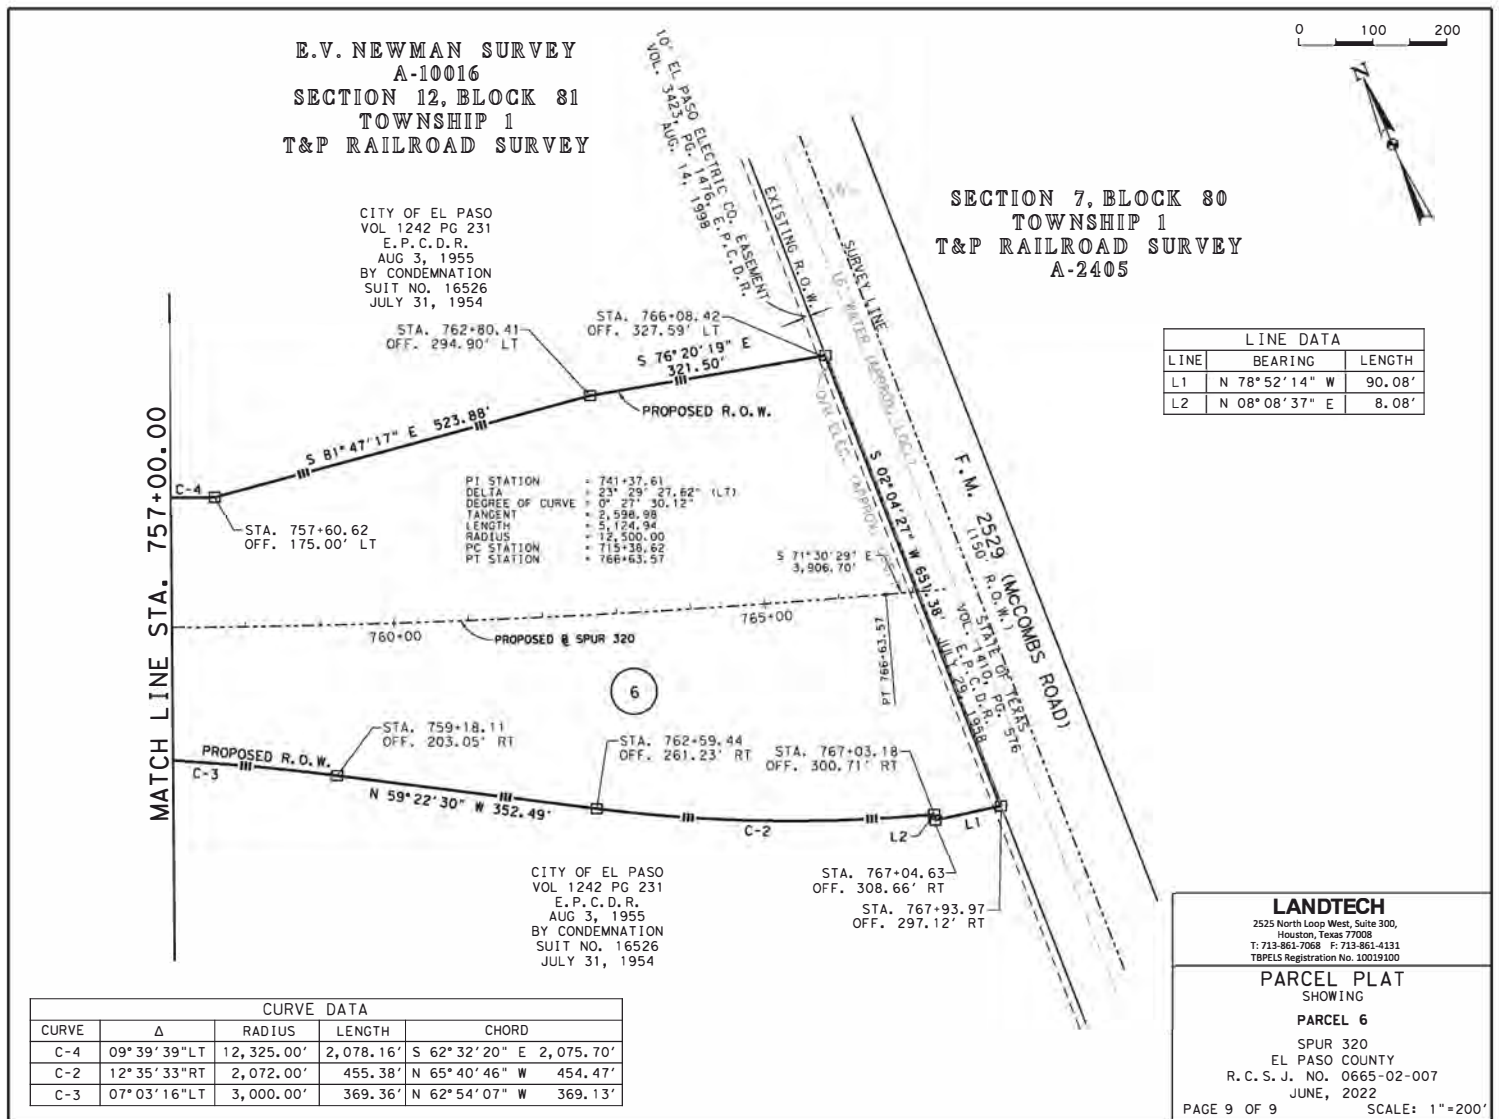 E.V. NEWMAN SURVEY
A-10016
SECTION 12, BLOCK 81
TOWNSHIP 1
T&P RAILROAD SURVEY
10' EL PASO ELECTRIC CO. EASEMENT
VOL. 3423, PG. 1476, E.P.C.D.R.
AUG. 14, 1998
0 100 200
N
CITY OF EL PASO
VOL 1242 PG 231
E.P.C.D.R.
AUG 3, 1955
BY CONDEMNATION
SUIT NO. 16526
JULY 31, 1954
SECTION 7, BLOCK 80
TOWNSHIP 1
T&P RAILROAD SURVEY
A-2405
EXISTING R.O.W.
SURVEY LINE
16" WATER (APPROX. LOC.)
O/H ELEC. (APPROX.
STA. 762+80.41
OFF. 294.90' LT
STA. 766+08.42
OFF. 327.59' LT
S 76°20'19" E
321.50'
PROPOSED R.O.W.
LINE DATA
LINE BEARING LENGTH
L1 N 78°52'14" W 90.08'
L2 N 08°08'37" E 8.08'
MATCH LINE STA. 757+00.00
C-4
S 81°47'17" E 523.88'
STA. 757+60.62
OFF. 175.00' LT
PI STATION = 741+37.61
DELTA = 23° 29' 27.62" (LT)
DEGREE OF CURVE = 0° 27' 30.12"
TANGENT = 2,598.98
LENGTH = 5,124.94
RADIUS = 12,500.00
PC STATION = 715+38.62
PT STATION = 766+63.57
S 71°30'29" E
3,906.70'
S 02°04'27" W 651.38'
F.M. 2529 (MCCOMBS ROAD)
(150' R.O.W.)
STATE OF TEXAS
VOL. 1410, PG. 576
E.P.C.D.R.
JULY 29, 1958
760+00
765+00
PROPOSED ℄ SPUR 320
PT 766+63.57
6
STA. 759+18.11
OFF. 203.05' RT
PROPOSED R.O.W.
C-3
N 59°22'30" W 352.49'
STA. 762+59.44
OFF. 261.23' RT
STA. 767+03.18
OFF. 300.71' RT
C-2
L2
L1
STA. 767+04.63
OFF. 308.66' RT
STA. 767+93.97
OFF. 297.12' RT
CITY OF EL PASO
VOL 1242 PG 231
E.P.C.D.R.
AUG 3, 1955
BY CONDEMNATION
SUIT NO. 16526
JULY 31, 1954
CURVE DATA
CURVE Δ RADIUS LENGTH CHORD
C-4 09°39'39"LT 12,325.00' 2,078.16' S 62°32'20" E 2,075.70'
C-2 12°35'33"RT 2,072.00' 455.38' N 65°40'46" W 454.47'
C-3 07°03'16"LT 3,000.00' 369.36' N 62°54'07" W 369.13'
LANDTECH
2525 North Loop West, Suite 300,
Houston, Texas 77008
T: 713-861-7068 F: 713-861-4131
TBPELS Registration No. 10019100
PARCEL PLAT
SHOWING
PARCEL 6
SPUR 320
EL PASO COUNTY
R.C.S.J. NO. 0665-02-007
JUNE, 2022
PAGE 9 OF 9 SCALE: 1"=200'